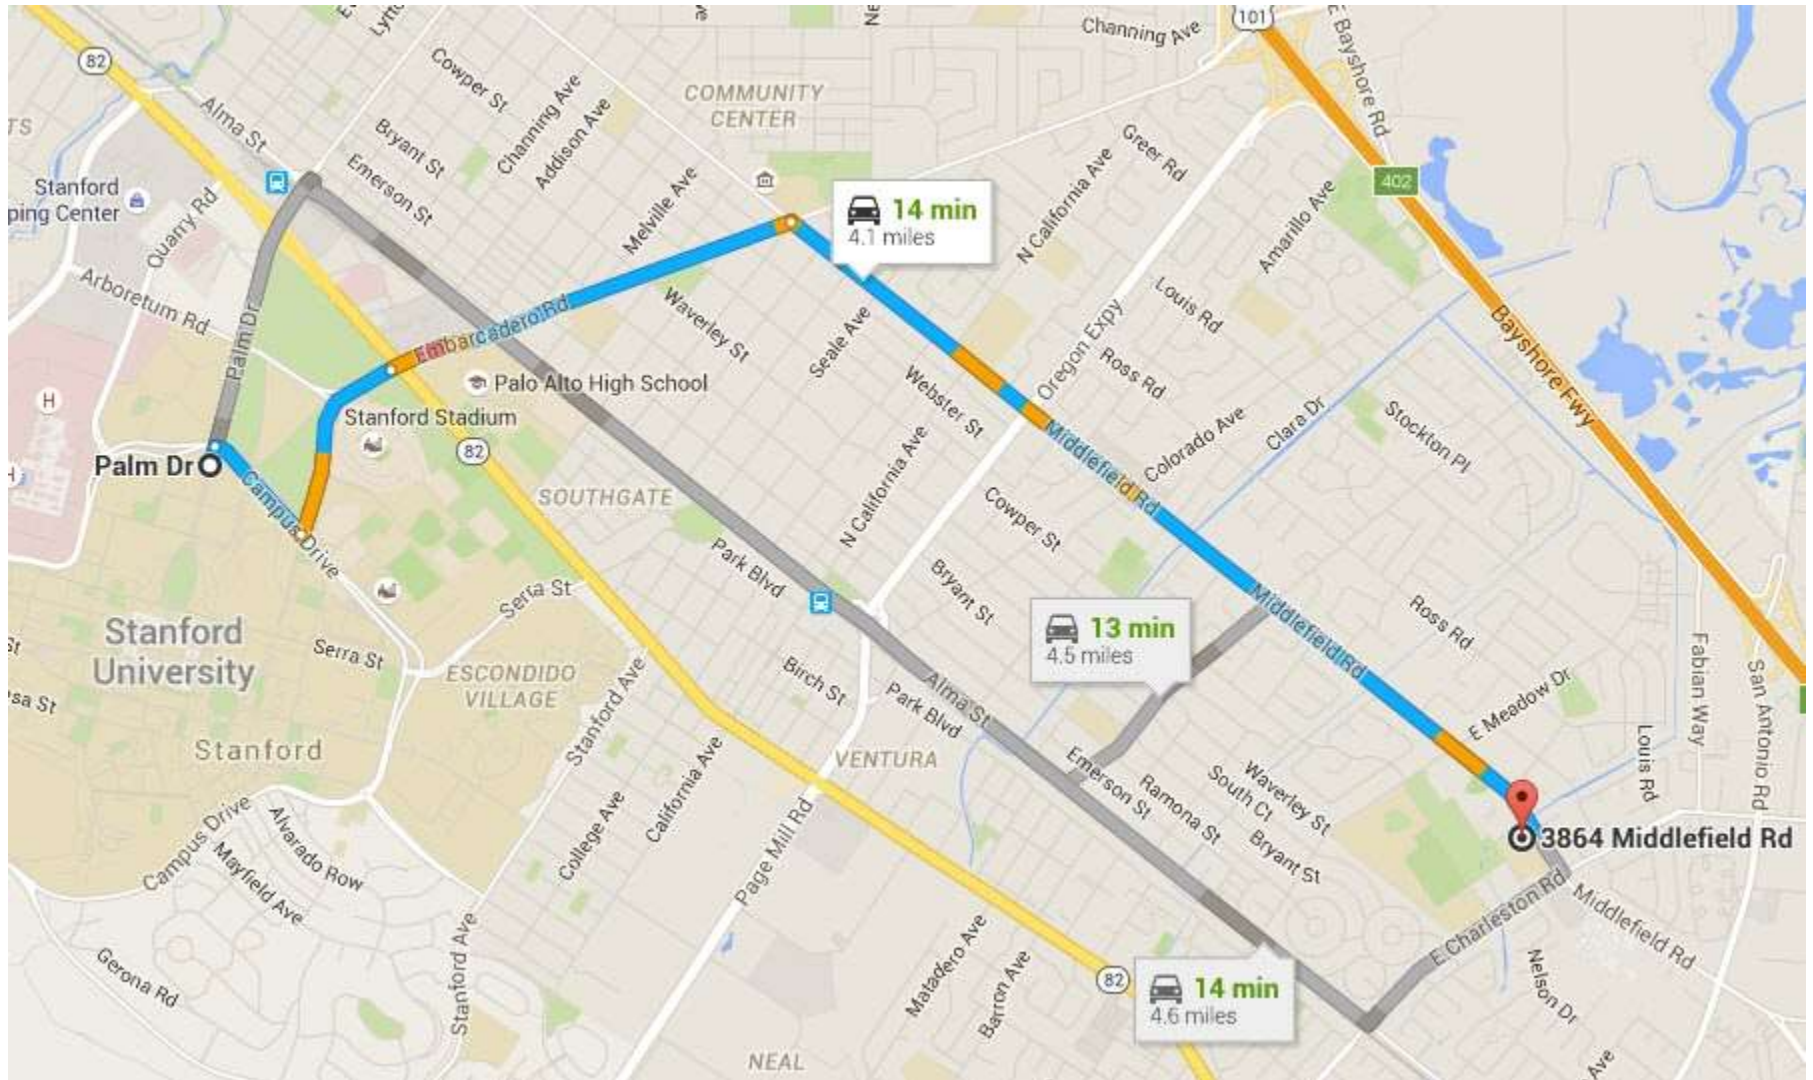 101
Channing Ave
E Bayshore Rd
82
Cowper St
Channing Ave
COMMUNITY
CENTER
Alma St
Bryant St
Addison Ave
Greer Rd
Emerson St
N California Ave
Stanford
ping Center
Quarry Rd
Melville Ave
14 min
4.1 miles
402
Amarillo Ave
Arboretum Rd
Embarcadero Rd
Waverley St
Louis Rd
Palm Dr
Seale Ave
Oregon Expy
Bayshore Fwy
Ross Rd
Palo Alto High School
Webster St
H
Stanford Stadium
Colorado Ave
Clara Dr
Stockton Pl
82
Middlefield Rd
Palm Dr
H
Campus Drive
SOUTHGATE
N California Ave
Cowper St
Park Blvd
Bryant St
Serra St
Middlefield Rd
Ross Rd
13 min
4.5 miles
Stanford
University
St
Serra St
ESCONDIDO
VILLAGE
Birch St
Alma St
Park Blvd
Fabian Way
San Antonio Rd
sa St
Stanford Ave
E Meadow Dr
Stanford
California Ave
VENTURA
Emerson St
Ramona St
South Ct
Waverley St
Louis Rd
Campus Drive
Alvarado Row
College Ave
Page Mill Rd
Bryant St
3864 Middlefield Rd
Mayfield Ave
E Charleston Rd
Middlefield Rd
Gerona Rd
Stanford Ave
Matadero Ave
Barron Ave
82
14 min
4.6 miles
Nelson Dr
NEAL
Ave